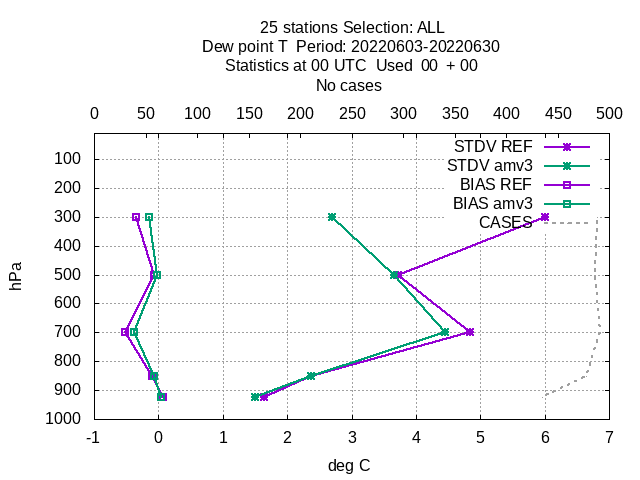 25 stations Selection: ALL
Dew point T  Period: 20220603-20220630
Statistics at 00 UTC  Used  00  + 00
No cases
0 50 100 150 200 250 300 350 400 450 500
STDV REF
STDV amv3
BIAS REF
BIAS amv3
CASES
100
200
300
400
500
600
700
800
900
1000
hPa
-1 0 1 2 3 4 5 6 7
deg C